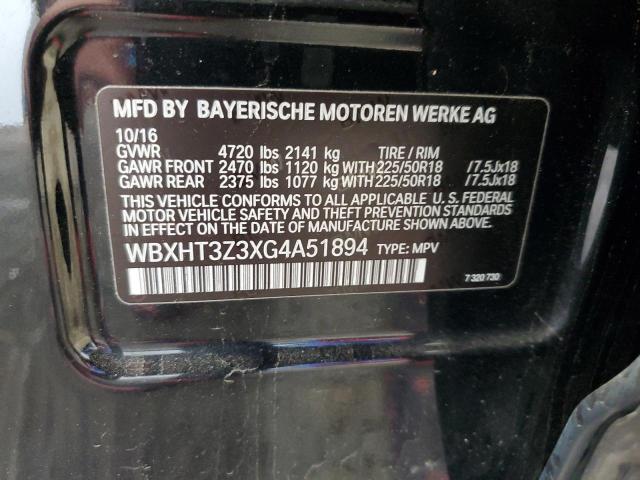 MFD BY BAYERISCHE MOTOREN WERKE AG
10/16
GVWR 4720 lbs 2141 kg TIRE / RIM
GAWR FRONT 2470 lbs 1120 kg WITH 225/50R18 /7.5Jx18
GAWR REAR 2375 lbs 1077 kg WITH 225/50R18 /7.5Jx18
THIS VEHICLE CONFORMS TO ALL APPLICABLE U. S. FEDERAL
MOTOR VEHICLE SAFETY AND THEFT PREVENTION STANDARDS
IN EFFECT ON THE DATE OF MANUFACTURE SHOWN ABOVE.
WBXHT3Z3XG4A51894 TYPE: MPV
7 320 730